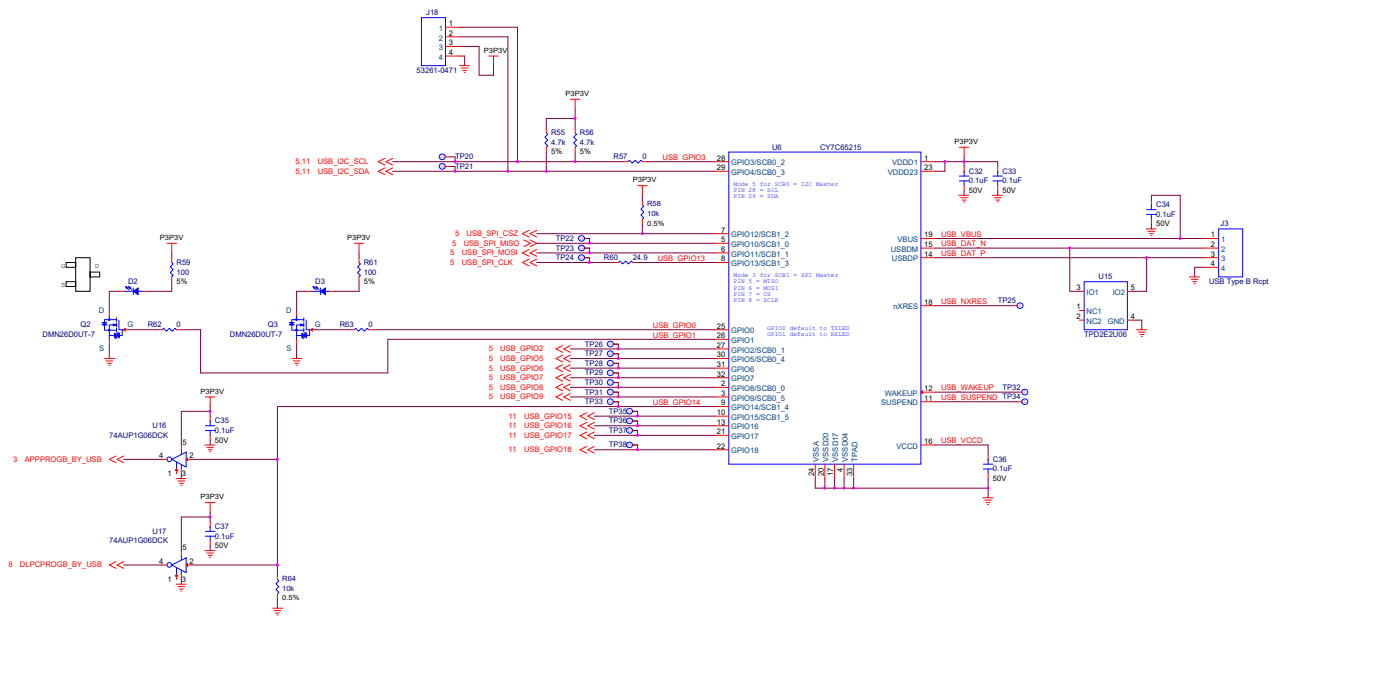 J18
1 1
2 2
3 3
4 4
53261-0471
P3P3V
P3P3V
R55
4.7k
5%
R56
4.7k
5%
5,11 USB_I2C_SCL
TP20
R57 0
USB_GPIO3
28
5,11 USB_I2C_SDA
TP21
29
P3P3V
R58
10k
0.5%
5 USB_SPI_CSZ
7
5 USB_SPI_MISO
TP22
5
5 USB_SPI_MOSI
TP23
6
5 USB_SPI_CLK
TP24
R60 24.9
USB_GPIO13
8
U6 CY7C65215
GPIO3/SCB0_2
GPIO4/SCB0_3
Mode 5 for SCB0 = I2C Master
PIN 28 = SCL
PIN 29 = SDA
GPIO12/SCB1_2
GPIO10/SCB1_0
GPIO11/SCB1_1
GPIO13/SCB1_3
Mode 3 for SCB1 = SPI Master
PIN 5 = MISO
PIN 6 = MOSI
PIN 7 = CS
PIN 8 = SCLK
GPIO0
GPIO1
GPIO0 default to TXLED
GPIO1 default to RXLED
GPIO2/SCB0_1
GPIO5/SCB0_4
GPIO6
GPIO7
GPIO8/SCB0_0
GPIO9/SCB0_5
GPIO14/SCB1_4
GPIO15/SCB1_5
GPIO16
GPIO17
GPIO18
VDDD1
VDDD23
VBUS
USBDM
USBDP
nXRES
WAKEUP
SUSPEND
VCCD
VSSA
VSSD20
VSSD17
VSSD04
TPAD
24
20
17
4
33
1
23
P3P3V
C32
0.1uF
50V
C33
0.1uF
50V
C34
0.1uF
50V
19 USB_VBUS
15 USB_DAT_N
14 USB_DAT_P
J3
1 1
2 2
3 3
4 4
USB Type B Rcpt
U15
3 IO1 IO2 5
1 NC1
2 NC2 GND 4
TPD2E2U06
18 USB_NXRES TP25
12 USB_WAKEUP TP32
11 USB_SUSPEND TP34
16 USB_VCCD
C36
0.1uF
50V
G D
S
P3P3V
R59
100
5%
D2
D
G
S
Q2
DMN26D0UT-7
R62 0
P3P3V
R61
100
5%
D3
D
G
S
Q3
DMN26D0UT-7
R63 0
USB_GPIO0
25
USB_GPIO1
26
5 USB_GPIO2
TP26
27
5 USB_GPIO5
TP27
30
5 USB_GPIO6
TP28
31
5 USB_GPIO7
TP29
32
5 USB_GPIO8
TP30
2
5 USB_GPIO9
TP31
3
TP33
USB_GPIO14
9
11 USB_GPIO15
TP35
10
11 USB_GPIO16
TP36
13
11 USB_GPIO17
TP37
21
11 USB_GPIO18
TP38
22
P3P3V
U16
74AUP1G06DCK
C35
0.1uF
50V
5
3 APPPROGB_BY_USB
4 2
1 3
P3P3V
U17
74AUP1G06DCK
C37
0.1uF
50V
5
8 DLPCPROGB_BY_USB
4 2
1 3
R64
10k
0.5%